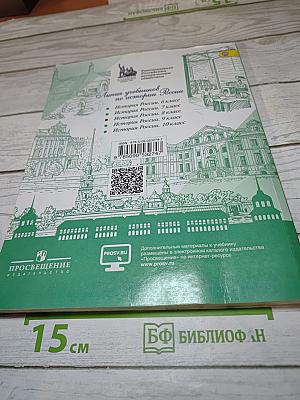 Линия учебников
по истории России
• История России. 6 класс
• История России. 7 класс
• История России. 8 класс
• История России. 9 класс
• История России. 10 класс
ПРОСВЕЩЕНИЕ
ИЗДАТЕЛЬСТВО
PROSV.RU
Дополнительные материалы к учебнику
размещены в электронном каталоге издательства
«Просвещение» на интернет-ресурсе
www.prosv.ru
15 см
БФ БИБЛИОФАН